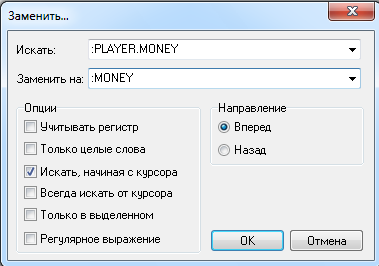 Заменить...
Искать: :PLAYER.MONEY
Заменить на: :MONEY
Опции
Учитывать регистр
Только целые слова
Искать, начиная с курсора
Всегда искать от курсора
Только в выделенном
Регулярное выражение
Направление
Вперед
Назад
OK Отмена